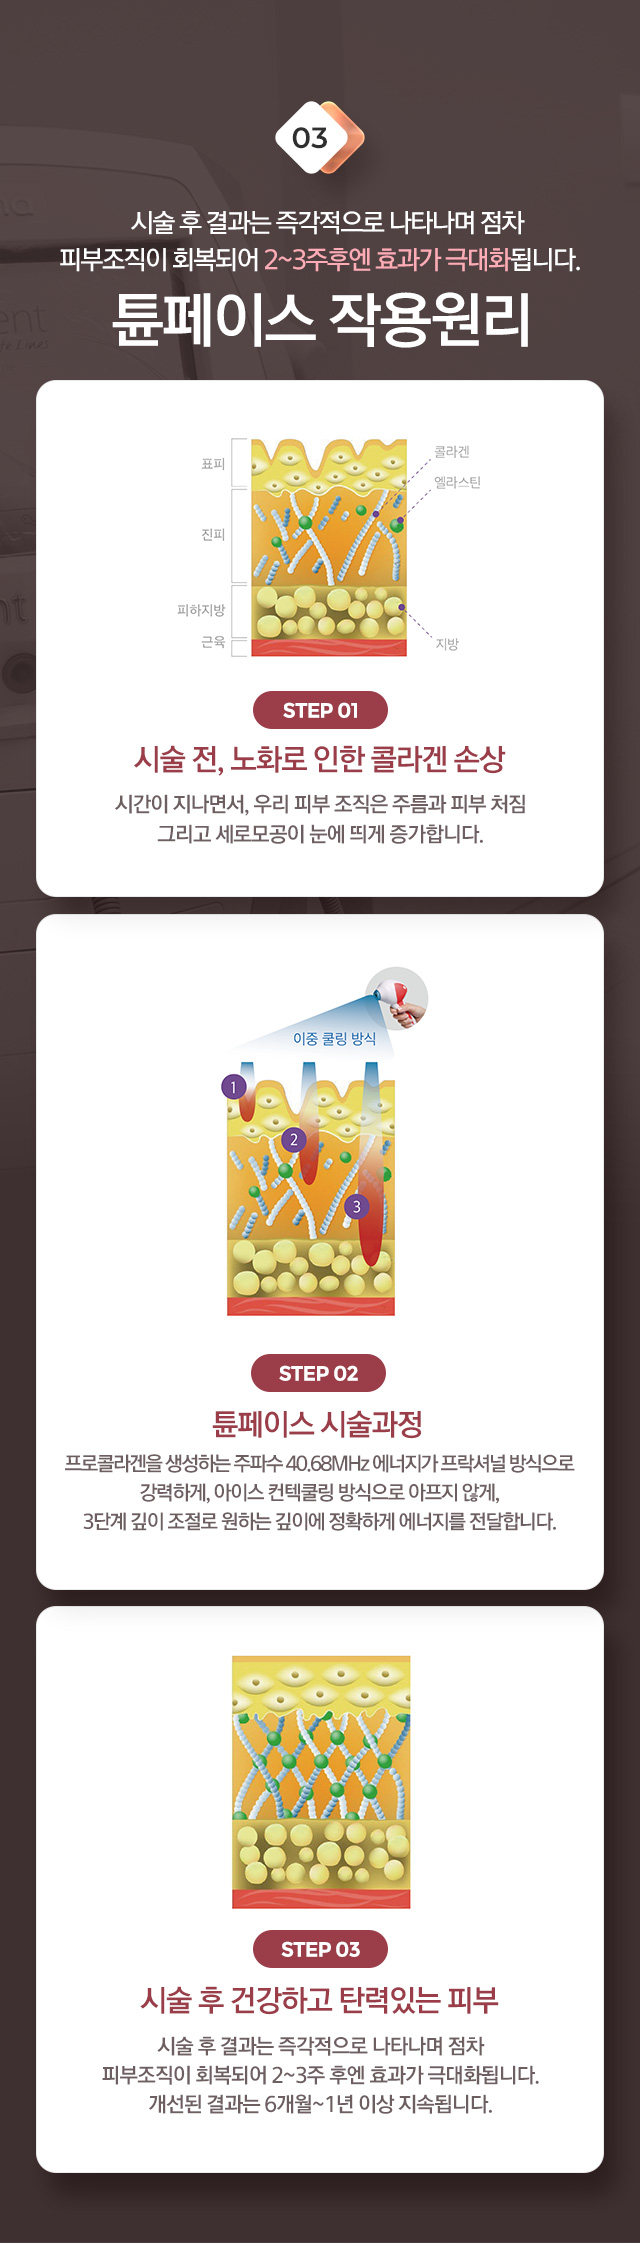 03
시술 후 결과는 즉각적으로 나타나며 점차
피부조직이 회복되어 2~3주후엔 효과가 극대화됩니다.
튠페이스 작용원리
표피
진피
피하지방
근육
콜라겐
엘라스틴
지방
STEP 01
시술 전, 노화로 인한 콜라겐 손상
시간이 지나면서, 우리 피부 조직은 주름과 피부 처짐
그리고 세로모공이 눈에 띄게 증가합니다.
이중 쿨링 방식
1
2
3
STEP 02
튠페이스 시술과정
프로콜라겐을 생성하는 주파수 40.68MHz 에너지가 프락셔널 방식으로
강력하게, 아이스 컨텍쿨링 방식으로 아프지 않게,
3단계 깊이 조절로 원하는 깊이에 정확하게 에너지를 전달합니다.
STEP 03
시술 후 건강하고 탄력있는 피부
시술 후 결과는 즉각적으로 나타나며 점차
피부조직이 회복되어 2~3주 후엔 효과가 극대화됩니다.
개선된 결과는 6개월~1년 이상 지속됩니다.